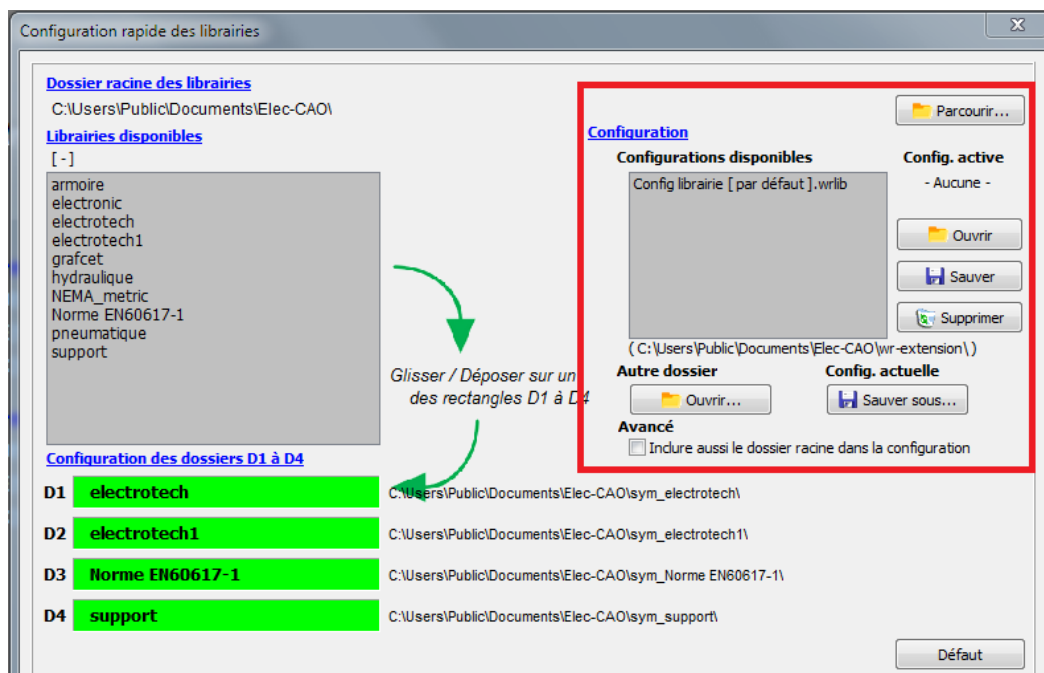 Configuration rapide des librairies
Dossier racine des librairies
C:\Users\Public\Documents\Elec-CAO\
Librairies disponibles
[ - ]
armoire
electronic
electrotech
electrotech1
grafcet
hydraulique
NEMA_metric
Norme EN60617-1
pneumatique
support
Glisser / Déposer sur un
des rectangles D1 à D4
Parcourir...
Configuration
Configurations disponibles
Config. active
Config librairie [ par défaut ].wrlib
- Aucune -
Ouvrir
Sauver
Supprimer
( C:\Users\Public\Documents\Elec-CAO\wr-extension\ )
Autre dossier
Config. actuelle
Ouvrir...
Sauver sous...
Avancé
Inclure aussi le dossier racine dans la configuration
Configuration des dossiers D1 à D4
D1 electrotech C:\Users\Public\Documents\Elec-CAO\sym_electrotech\
D2 electrotech1 C:\Users\Public\Documents\Elec-CAO\sym_electrotech1\
D3 Norme EN60617-1 C:\Users\Public\Documents\Elec-CAO\sym_Norme EN60617-1\
D4 support C:\Users\Public\Documents\Elec-CAO\sym_support\
Défaut